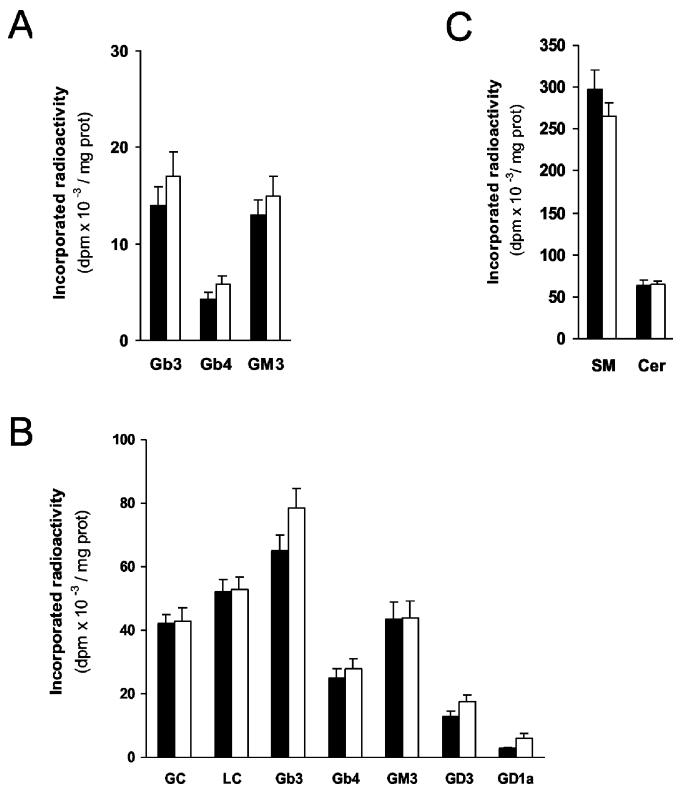 A
Incorporated radioactivity
(dpm x 10 -3 / mg prot)
30
20
10
0
Gb3 Gb4 GM3
C
Incorporated radioactivity
(dpm x 10 -3 / mg prot)
350
300
250
200
150
100
50
0
SM Cer
B
Incorporated radioactivity
(dpm x 10 -3 / mg prot)
100
80
60
40
20
0
GC LC Gb3 Gb4 GM3 GD3 GD1a